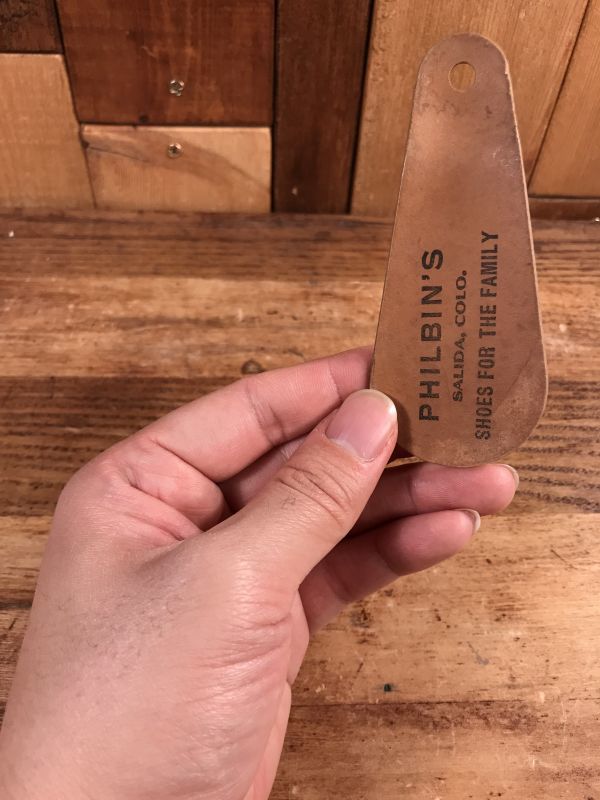 PHILBIN'S
SALIDA, COLO.
SHOES FOR THE FAMILY